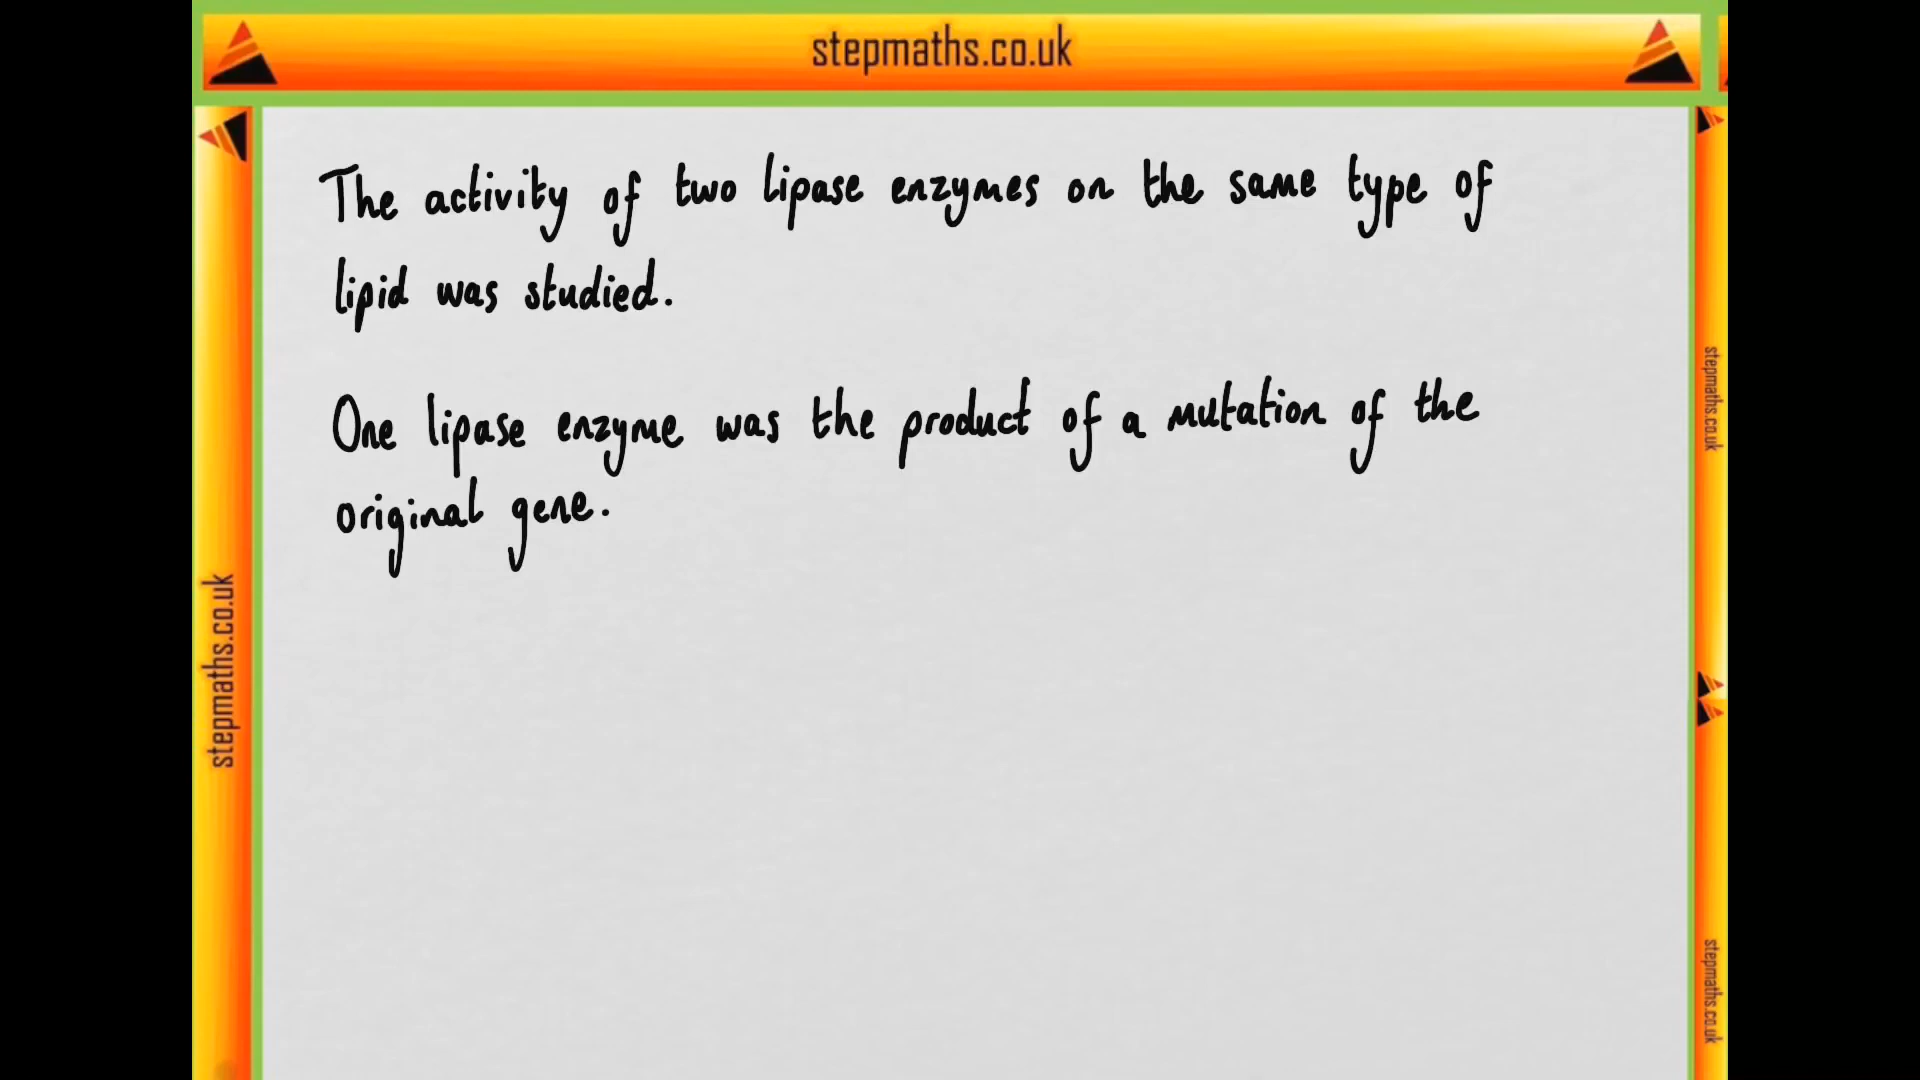 stepmaths.co.uk
The activity of two lipase enzymes on the same type of
lipid was studied.
One lipase enzyme was the product of a mutation of the
original gene.
stepmaths.co.uk
stepmaths.co.uk
stepmaths.co.uk